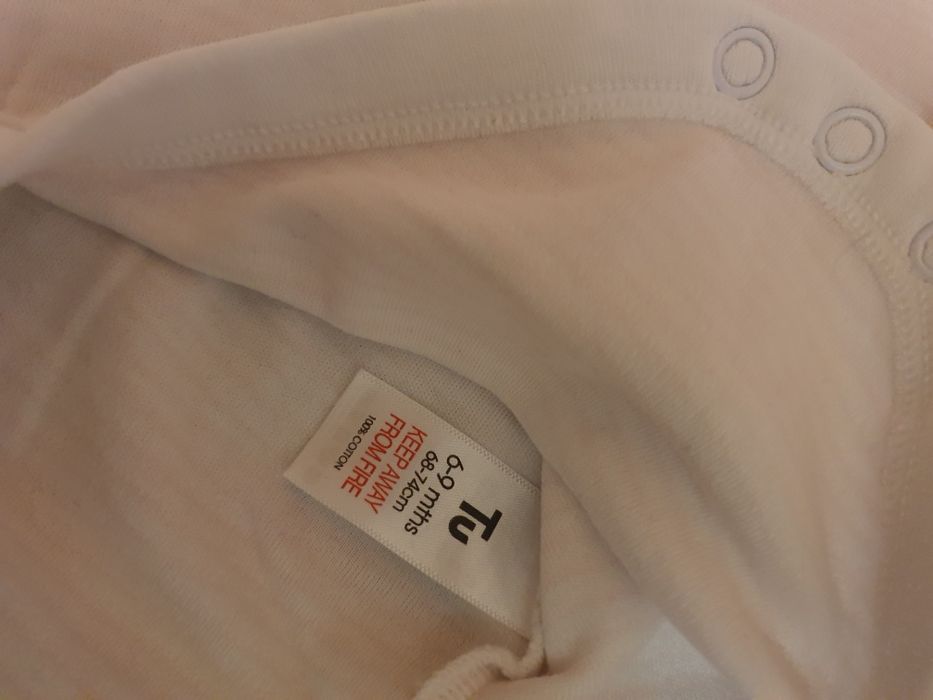 Tu
6-9 mths
68-74cm
KEEP AWAY
FROM FIRE
100% COTTON